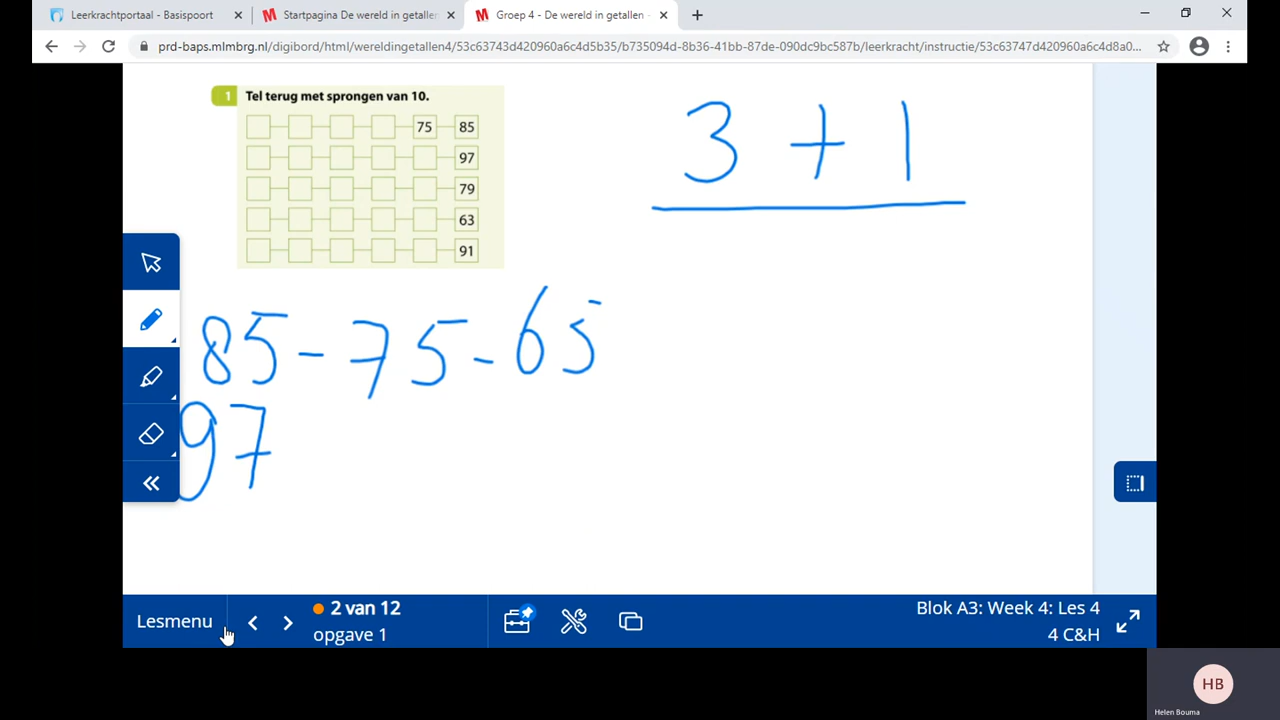 Leerkrachtportaal - Basispoort
Startpagina De wereld in getallen
Groep 4 - De wereld in getallen -
prd-baps.mlmbrg.nl/digibord/html/wereldingetallen4/53c63743d420960a6c4d5b35/b735094d-8b36-41bb-87de-090dc9bc587b/leerkracht/instructie/53c63747d420960a6c4d8a0...
1 Tel terug met sprongen van 10.
75 85
97
79
63
91
3 + 1
85 - 75 - 65
97
Lesmenu
2 van 12
opgave 1
Blok A3: Week 4: Les 4
4 C&H
HB
Helen Bouma